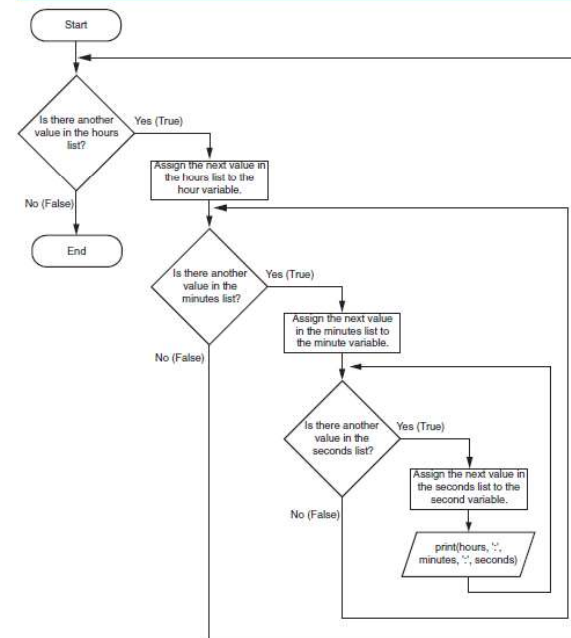 Start
Is there another
value in the hours
list?
Yes (True)
Assign the next value in
the hours list to the
hour variable.
No (False)
End
Is there another
value in the
minutes list?
Yes (True)
Assign the next value
in the minutes list to
the minute variable.
No (False)
Is there another
value in the
seconds list?
Yes (True)
Assign the next value in
the seconds list to the
second variable.
No (False)
print(hours, ':',
minutes, ':', seconds)